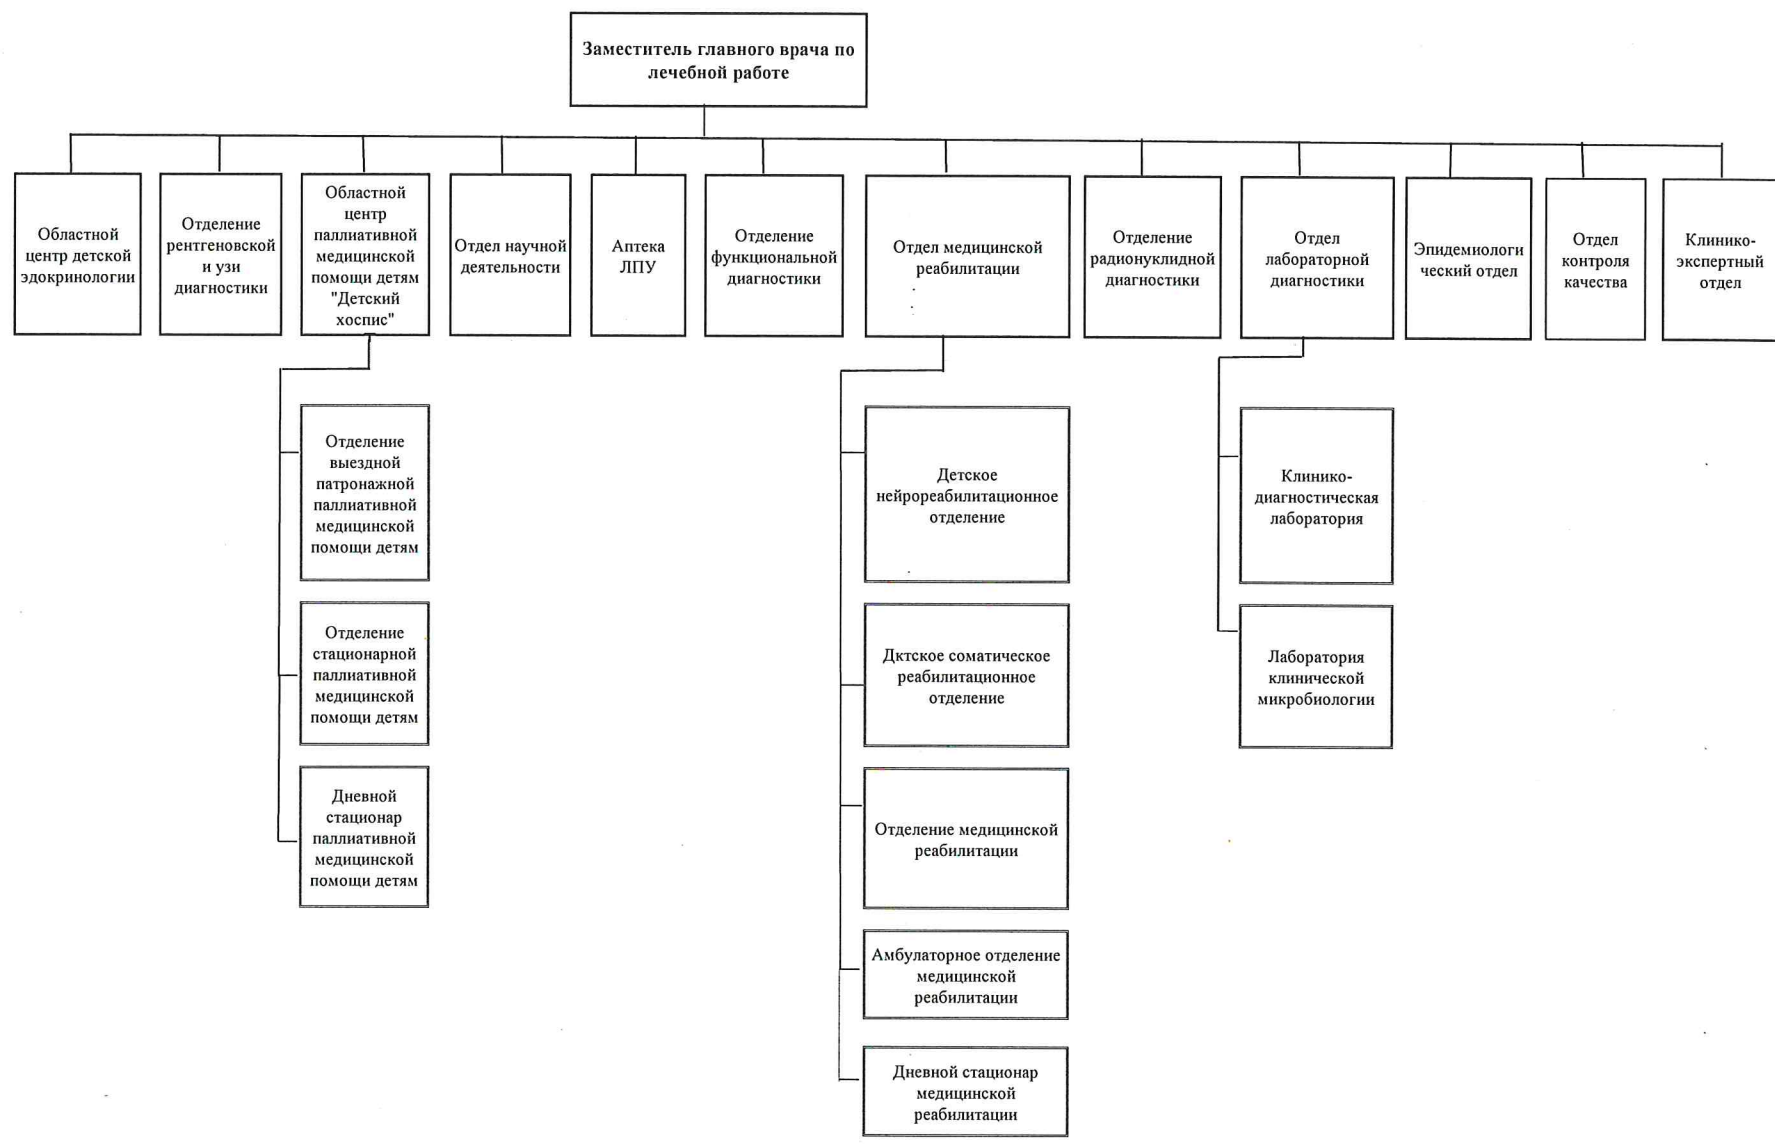 Заместитель главного врача по
лечебной работе
Областной
центр детской
эдокринологии
Отделение
рентгеновской
и узи
диагностики
Областной
центр
паллиативной
медицинской
помощи детям
"Детский
хоспис"
Отдел научной
деятельности
Аптека
ЛПУ
Отделение
функциональной
диагностики
Отдел медицинской
реабилитации
Отделение
радионуклидной
диагностики
Отдел
лабораторной
диагностики
Эпидемиологи
ческий отдел
Отдел
контроля
качества
Клинико-
экспертный
отдел
Отделение
выездной
патронажной
паллиативной
медицинской
помощи детям
Отделение
стационарной
паллиативной
медицинской
помощи детям
Дневной
стационар
паллиативной
медицинской
помощи детям
Детское
нейрореабилитационное
отделение
Дктское соматическое
реабилитационное
отделение
Отделение медицинской
реабилитации
Амбулаторное отделение
медицинской
реабилитации
Дневной стационар
медицинской
реабилитации
Клинико-
диагностическая
лаборатория
Лаборатория
клинической
микробиологии